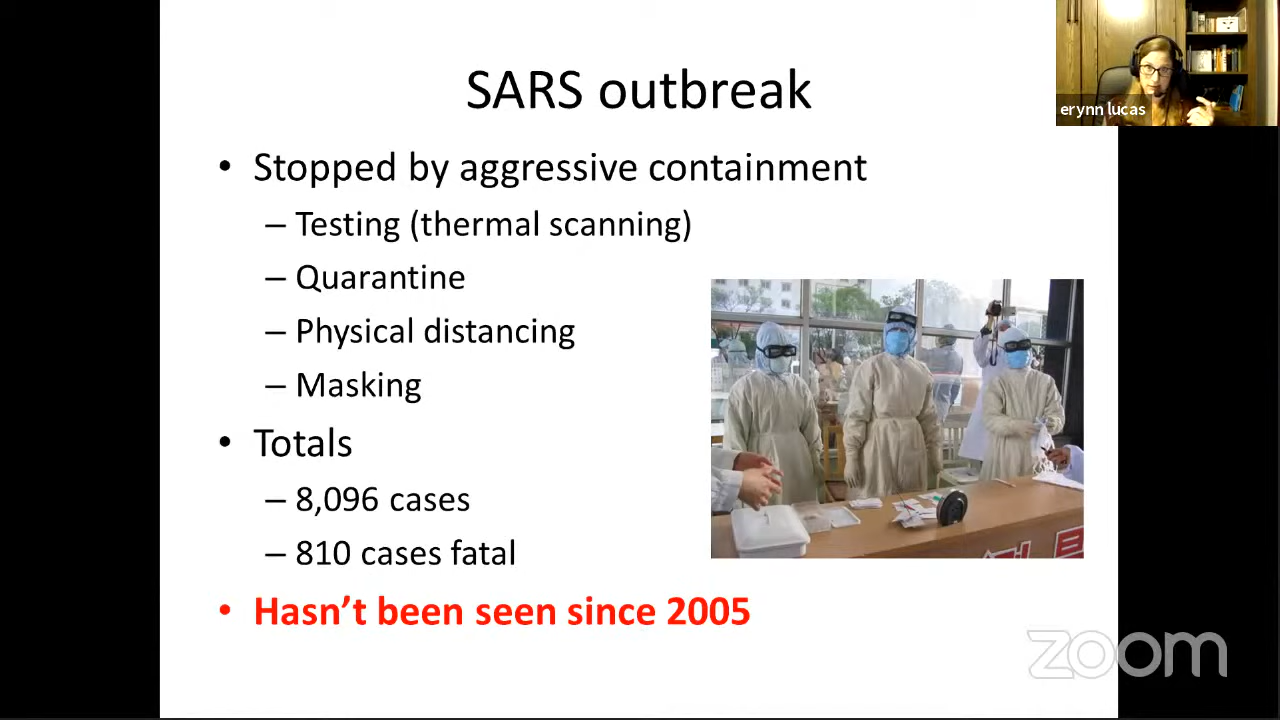 SARS outbreak
erynn lucas
• Stopped by aggressive containment
– Testing (thermal scanning)
– Quarantine
– Physical distancing
– Masking
• Totals
– 8,096 cases
– 810 cases fatal
• Hasn’t been seen since 2005
zoom